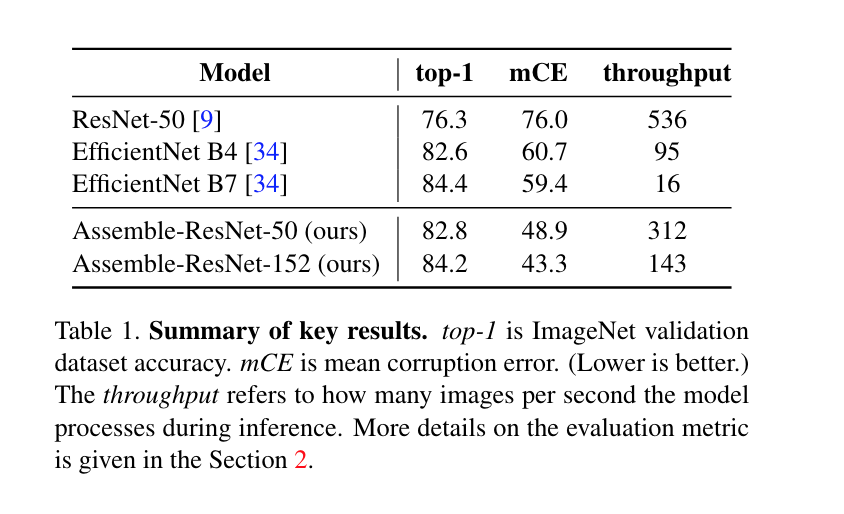 Model top-1 mCE throughput
ResNet-50 [9] 76.3 76.0 536
EfficientNet B4 [34] 82.6 60.7 95
EfficientNet B7 [34] 84.4 59.4 16
Assemble-ResNet-50 (ours) 82.8 48.9 312
Assemble-ResNet-152 (ours) 84.2 43.3 143
Table 1. Summary of key results. top-1 is ImageNet validation
dataset accuracy. mCE is mean corruption error. (Lower is better.)
The throughput refers to how many images per second the model
processes during inference. More details on the evaluation metric
is given in the Section 2.